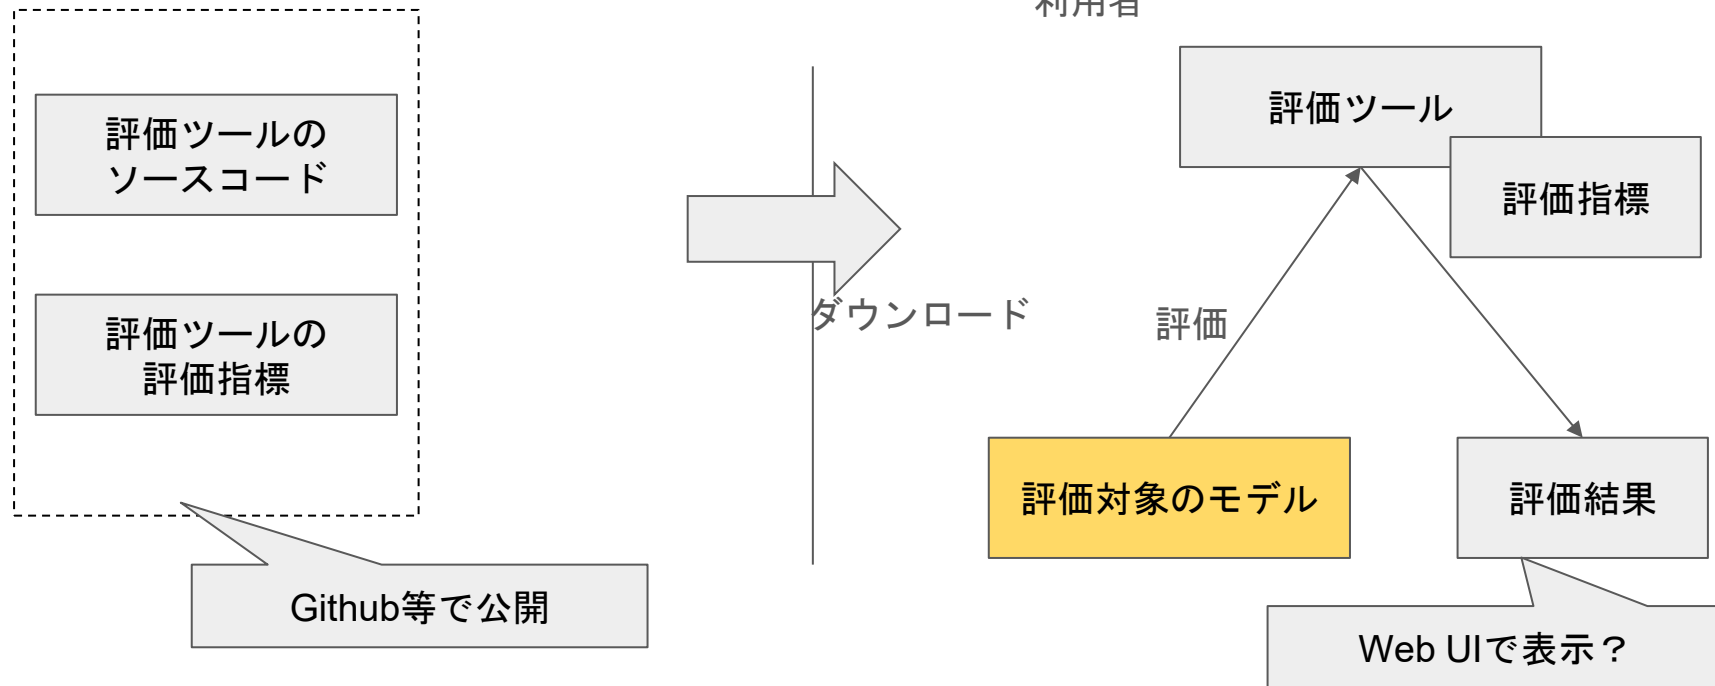 利用者
評価ツールの
ソースコード
評価ツールの
評価指標
Github等で公開
ダウンロード
評価ツール
評価指標
評価
評価対象のモデル
評価結果
Web UIで表示？